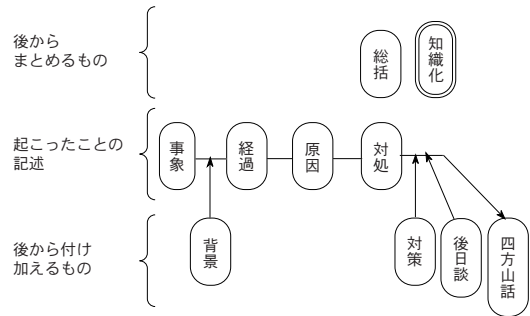 後から
まとめるもの
総括
知識化
起こったことの
記述
事象
経過
原因
対処
後から付け
加えるもの
背景
対策
後日談
四方山話